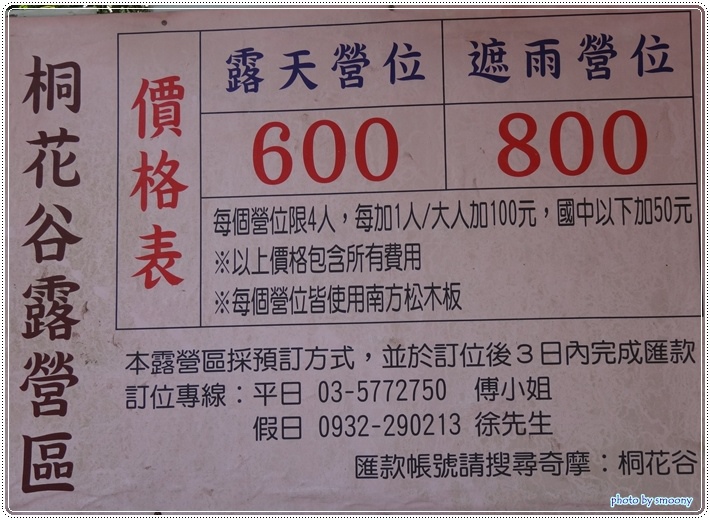 桐花谷露營區
價格表
露天營位
遮雨營位
600
800
每個營位限4人，每加1人/大人加100元，國中以下加50元
※以上價格包含所有費用
※每個營位皆使用南方松木板
本露營區採預訂方式，並於訂位後3日內完成匯款
訂位專線：平日 03-5772750 傅小姐
假日 0932-290213 徐先生
匯款帳號請搜尋奇摩：桐花谷
photo by smoony